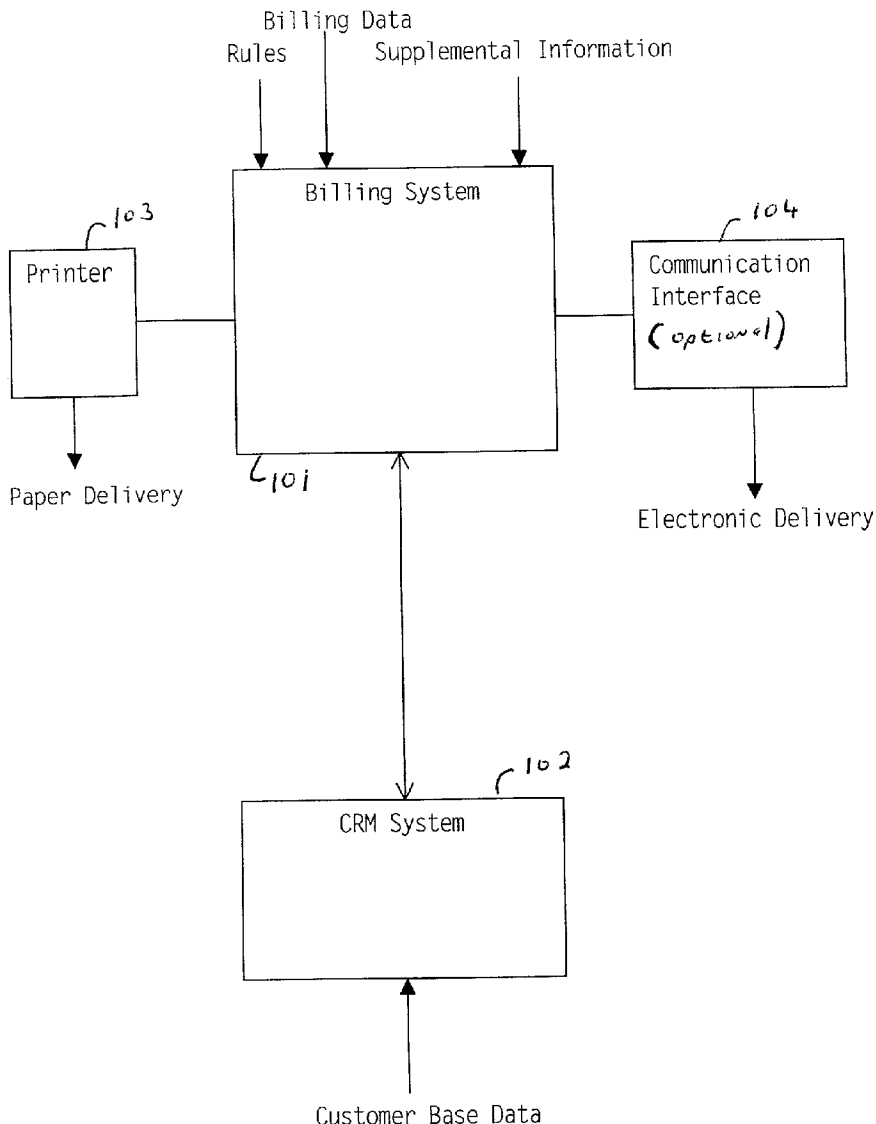 Billing Data
Rules
Supplemental Information
Billing System
103
Printer
104
Communication
Interface
(optional)
101
Paper Delivery
Electronic Delivery
102
CRM System
Customer Base Data